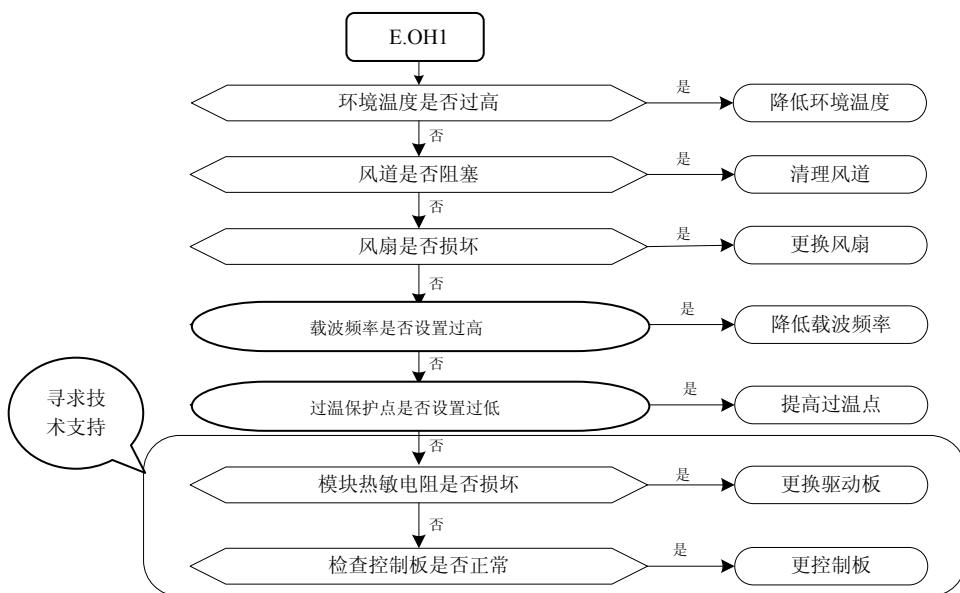 E.OH1
环境温度是否过高
是
降低环境温度
否
风道是否阻塞
是
清理风道
否
风扇是否损坏
是
更换风扇
否
载波频率是否设置过高
是
降低载波频率
否
过温保护点是否设置过低
是
提高过温点
寻求技
术支持
否
模块热敏电阻是否损坏
是
更换驱动板
否
检查控制板是否正常
是
更控制板